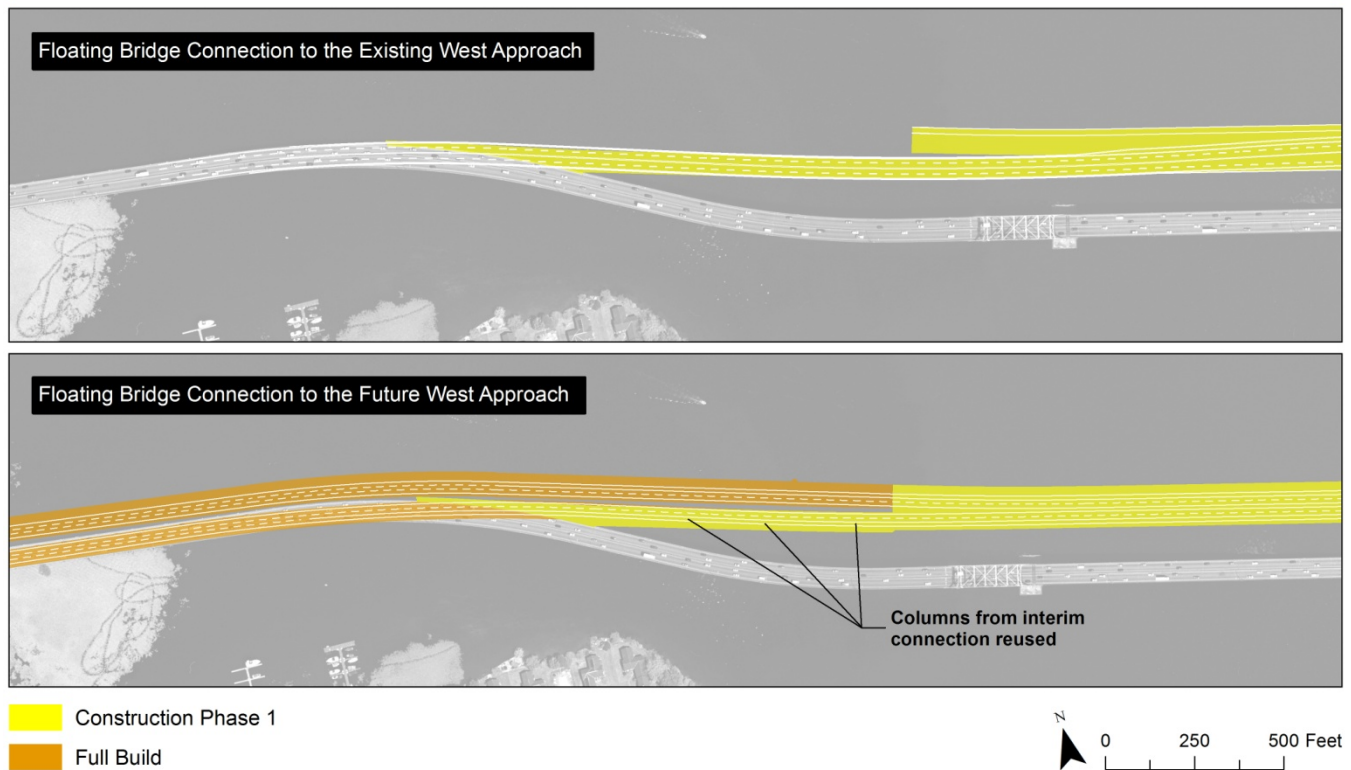 Floating Bridge Connection to the Existing West Approach
Floating Bridge Connection to the Future West Approach
Columns from interim
connection reused
Construction Phase 1
Full Build
N
0 250 500 Feet